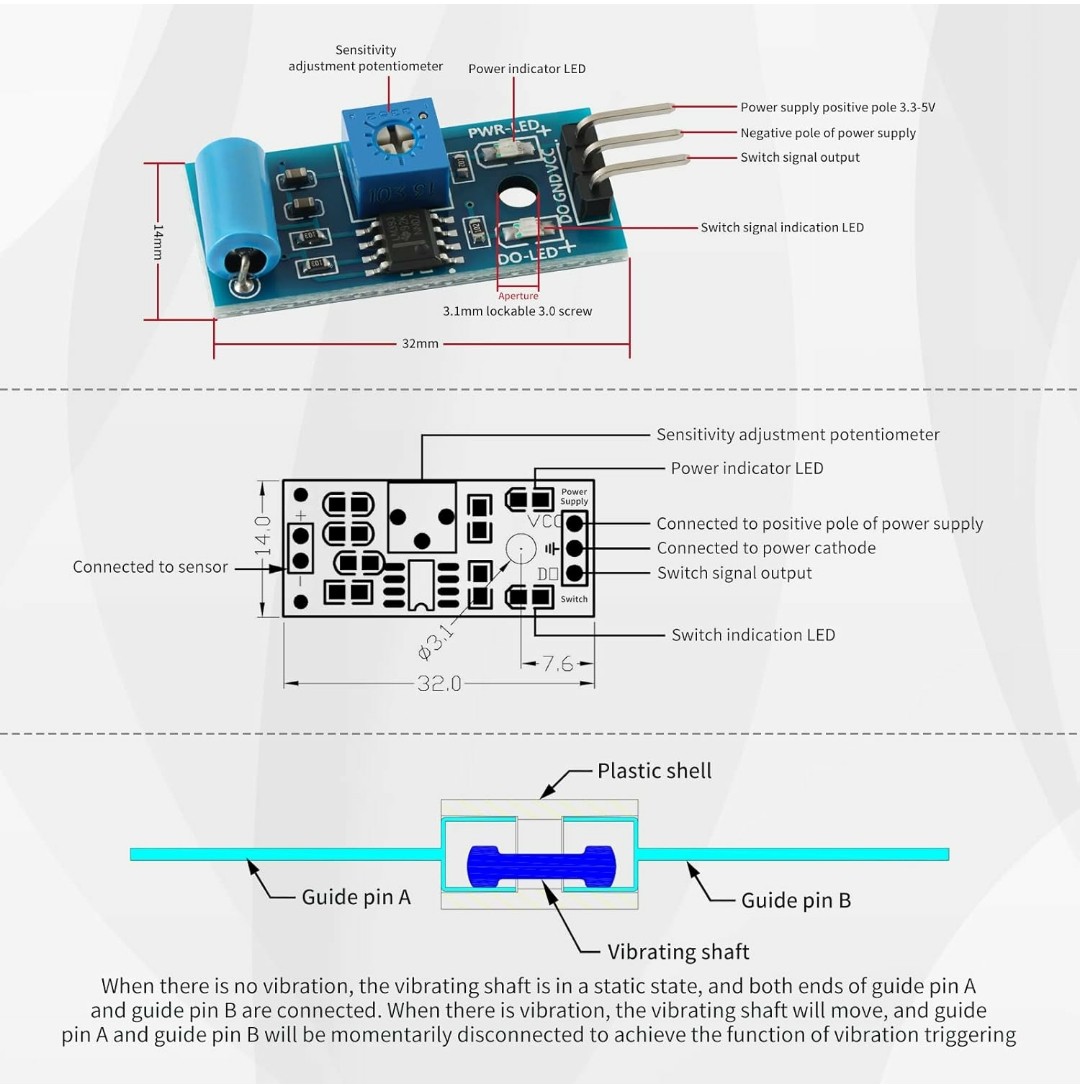 Sensitivity
adjustment potentiometer
Power indicator LED
Power supply positive pole 3.3-5V
Negative pole of power supply
Switch signal output
PWR-LED+
DO GND VCC
DO-LED+
103
103
Switch signal indication LED
14mm
Aperture
3.1mm lockable 3.0 screw
32mm
Sensitivity adjustment potentiometer
Power indicator LED
Power
Supply
VCC
Connected to positive pole of power supply
Connected to power cathode
DO
Switch signal output
Switch
Switch indication LED
+
-
14.0
Connected to sensor
Φ3.1
7.6
32.0
Plastic shell
Guide pin A
Guide pin B
Vibrating shaft
When there is no vibration, the vibrating shaft is in a static state, and both ends of guide pin A
and guide pin B are connected. When there is vibration, the vibrating shaft will move, and guide
pin A and guide pin B will be momentarily disconnected to achieve the function of vibration triggering